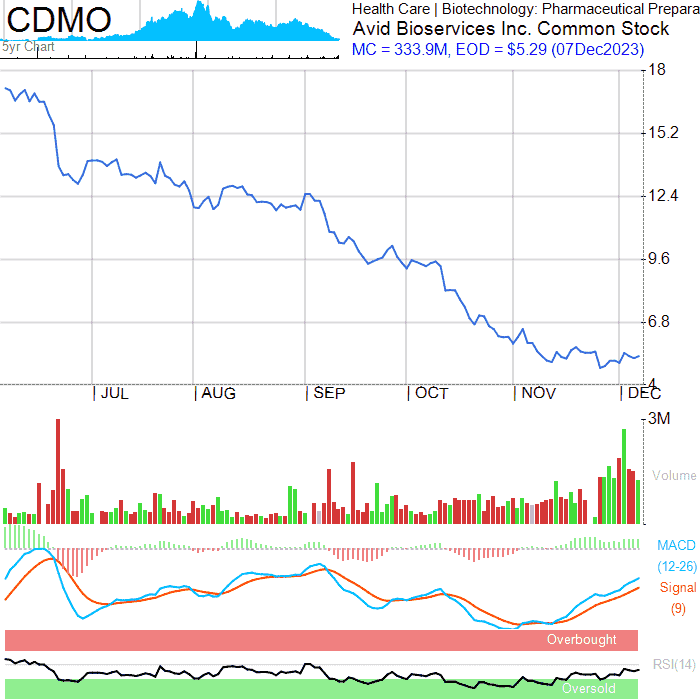 CDMO
5yr Chart
Health Care | Biotechnology: Pharmaceutical Prepara
Avid Bioservices Inc. Common Stock
MC = 333.9M, EOD = $5.29 (07Dec2023)
18
15.2
12.4
9.6
6.8
4
JUL
AUG
SEP
OCT
NOV
DEC
3M
Volume
MACD
(12-26)
Signal
(9)
Overbought
RSI(14)
Oversold